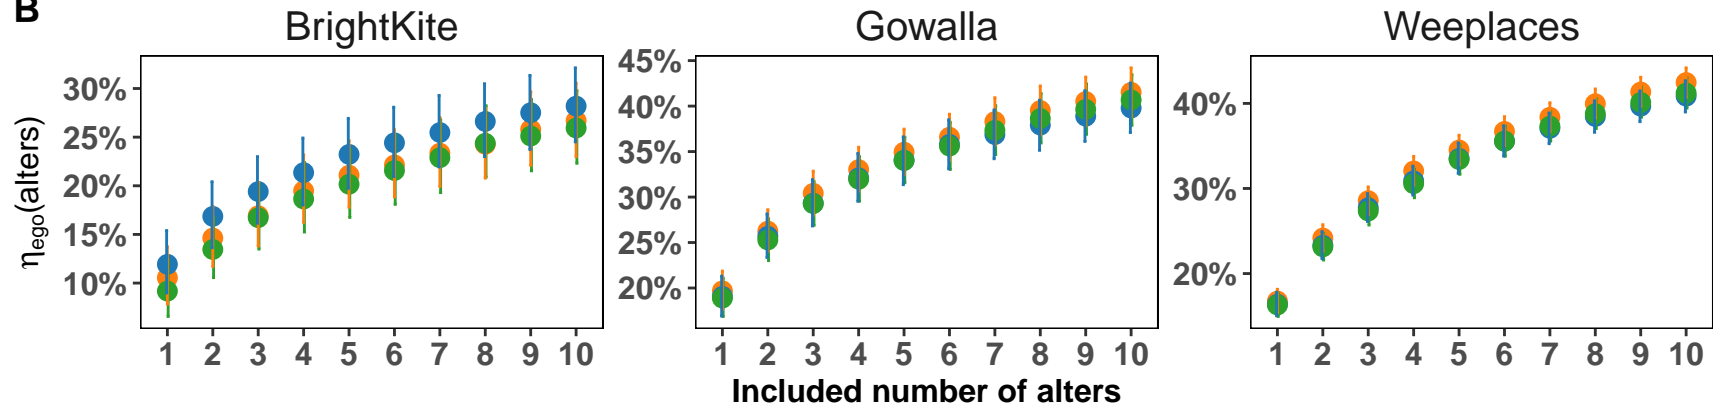 B
BrightKite Gowalla Weeplaces
ηego(alters)
30%
25%
20%
15%
10%
45%
40%
35%
30%
25%
20%
40%
30%
20%
1 2 3 4 5 6 7 8 9 10
1 2 3 4 5 6 7 8 9 10
1 2 3 4 5 6 7 8 9 10
Included number of alters